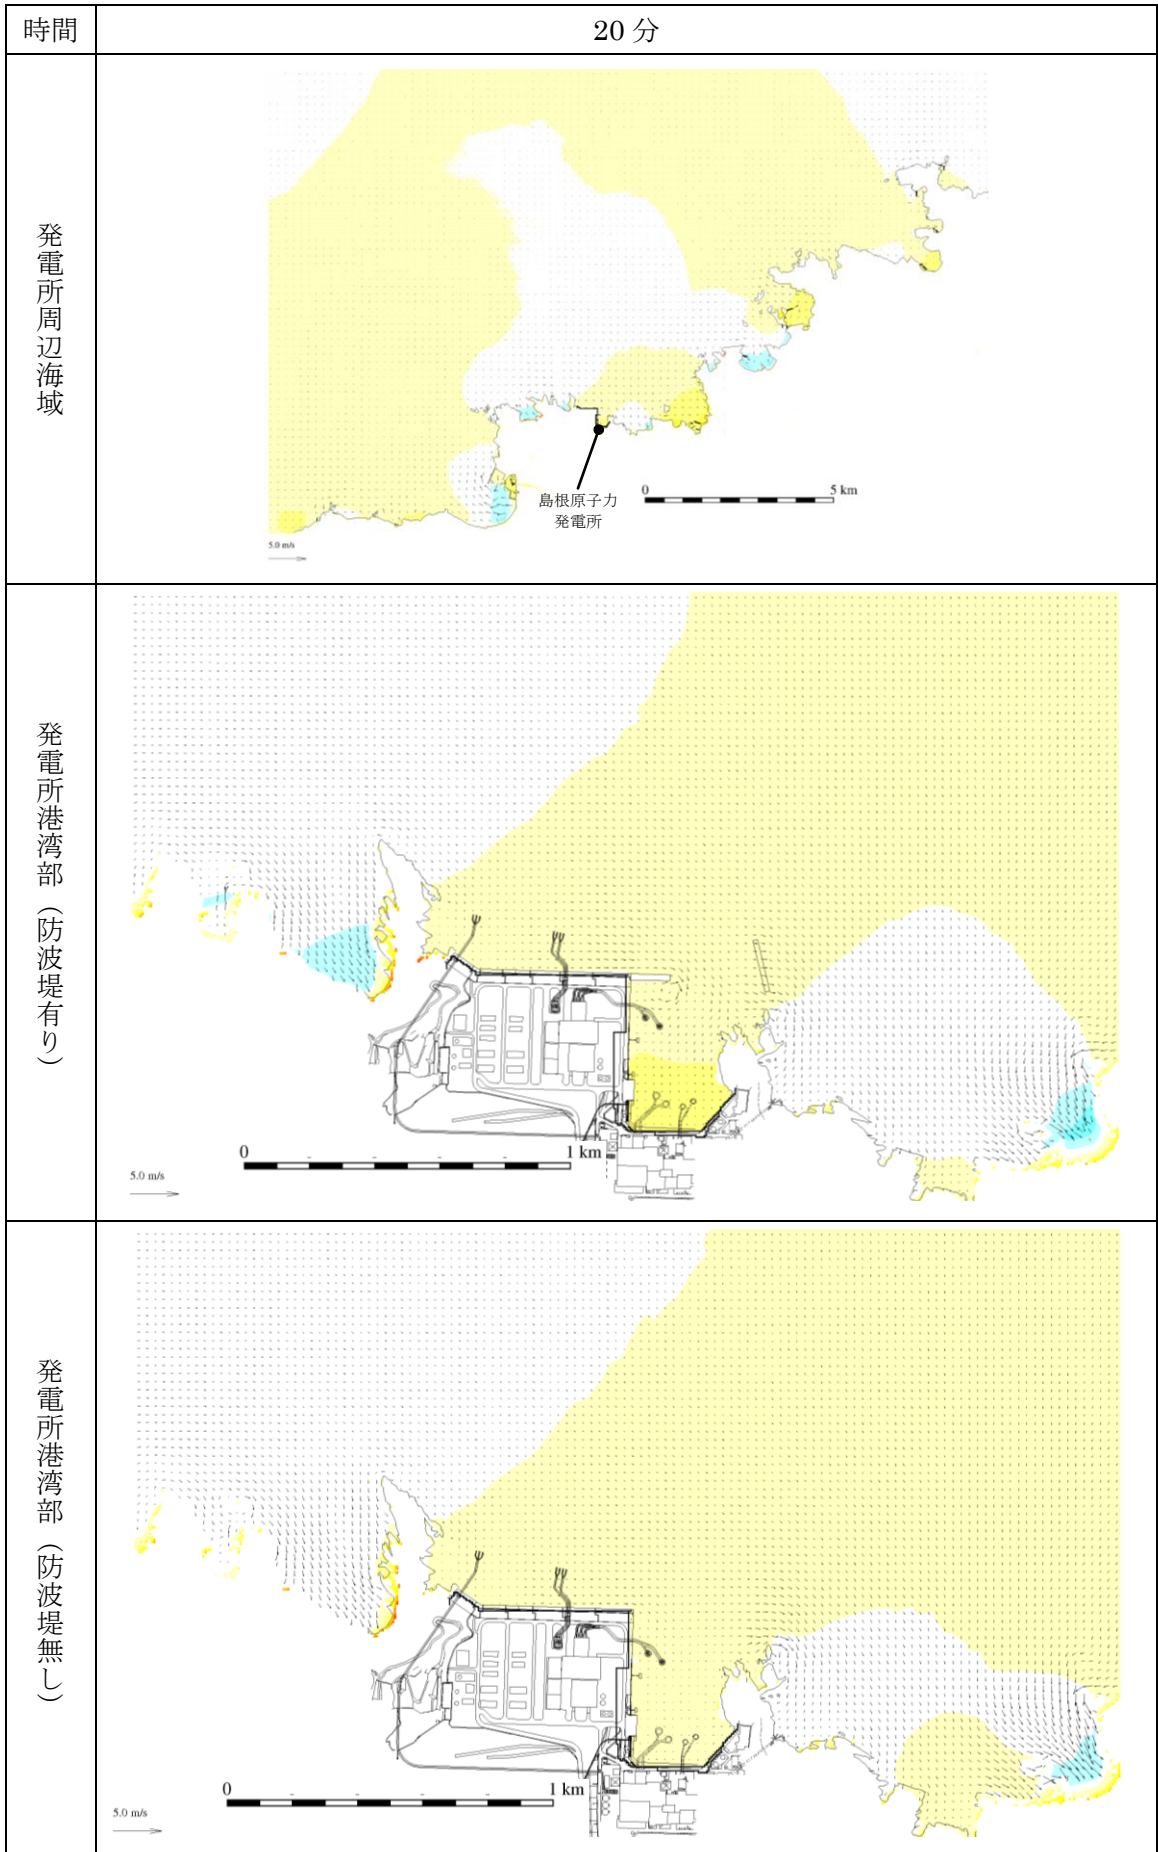 時間
20 分
発電所周辺海域
島根原子力
発電所
0
5 km
5.0 m/s
発電所港湾部（防波堤有り）
0
1 km
5.0 m/s
発電所港湾部（防波堤無し）
0
1 km
5.0 m/s